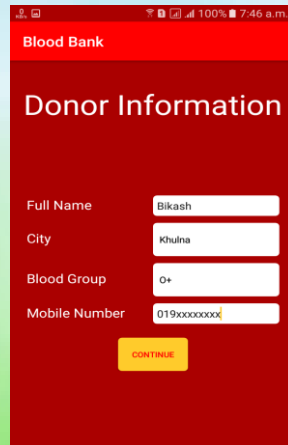 100% 7:46 a.m.
Blood Bank
Donor Information
Full Name Bikash
City Khulna
Blood Group O+
Mobile Number 019xxxxxxxx
CONTINUE